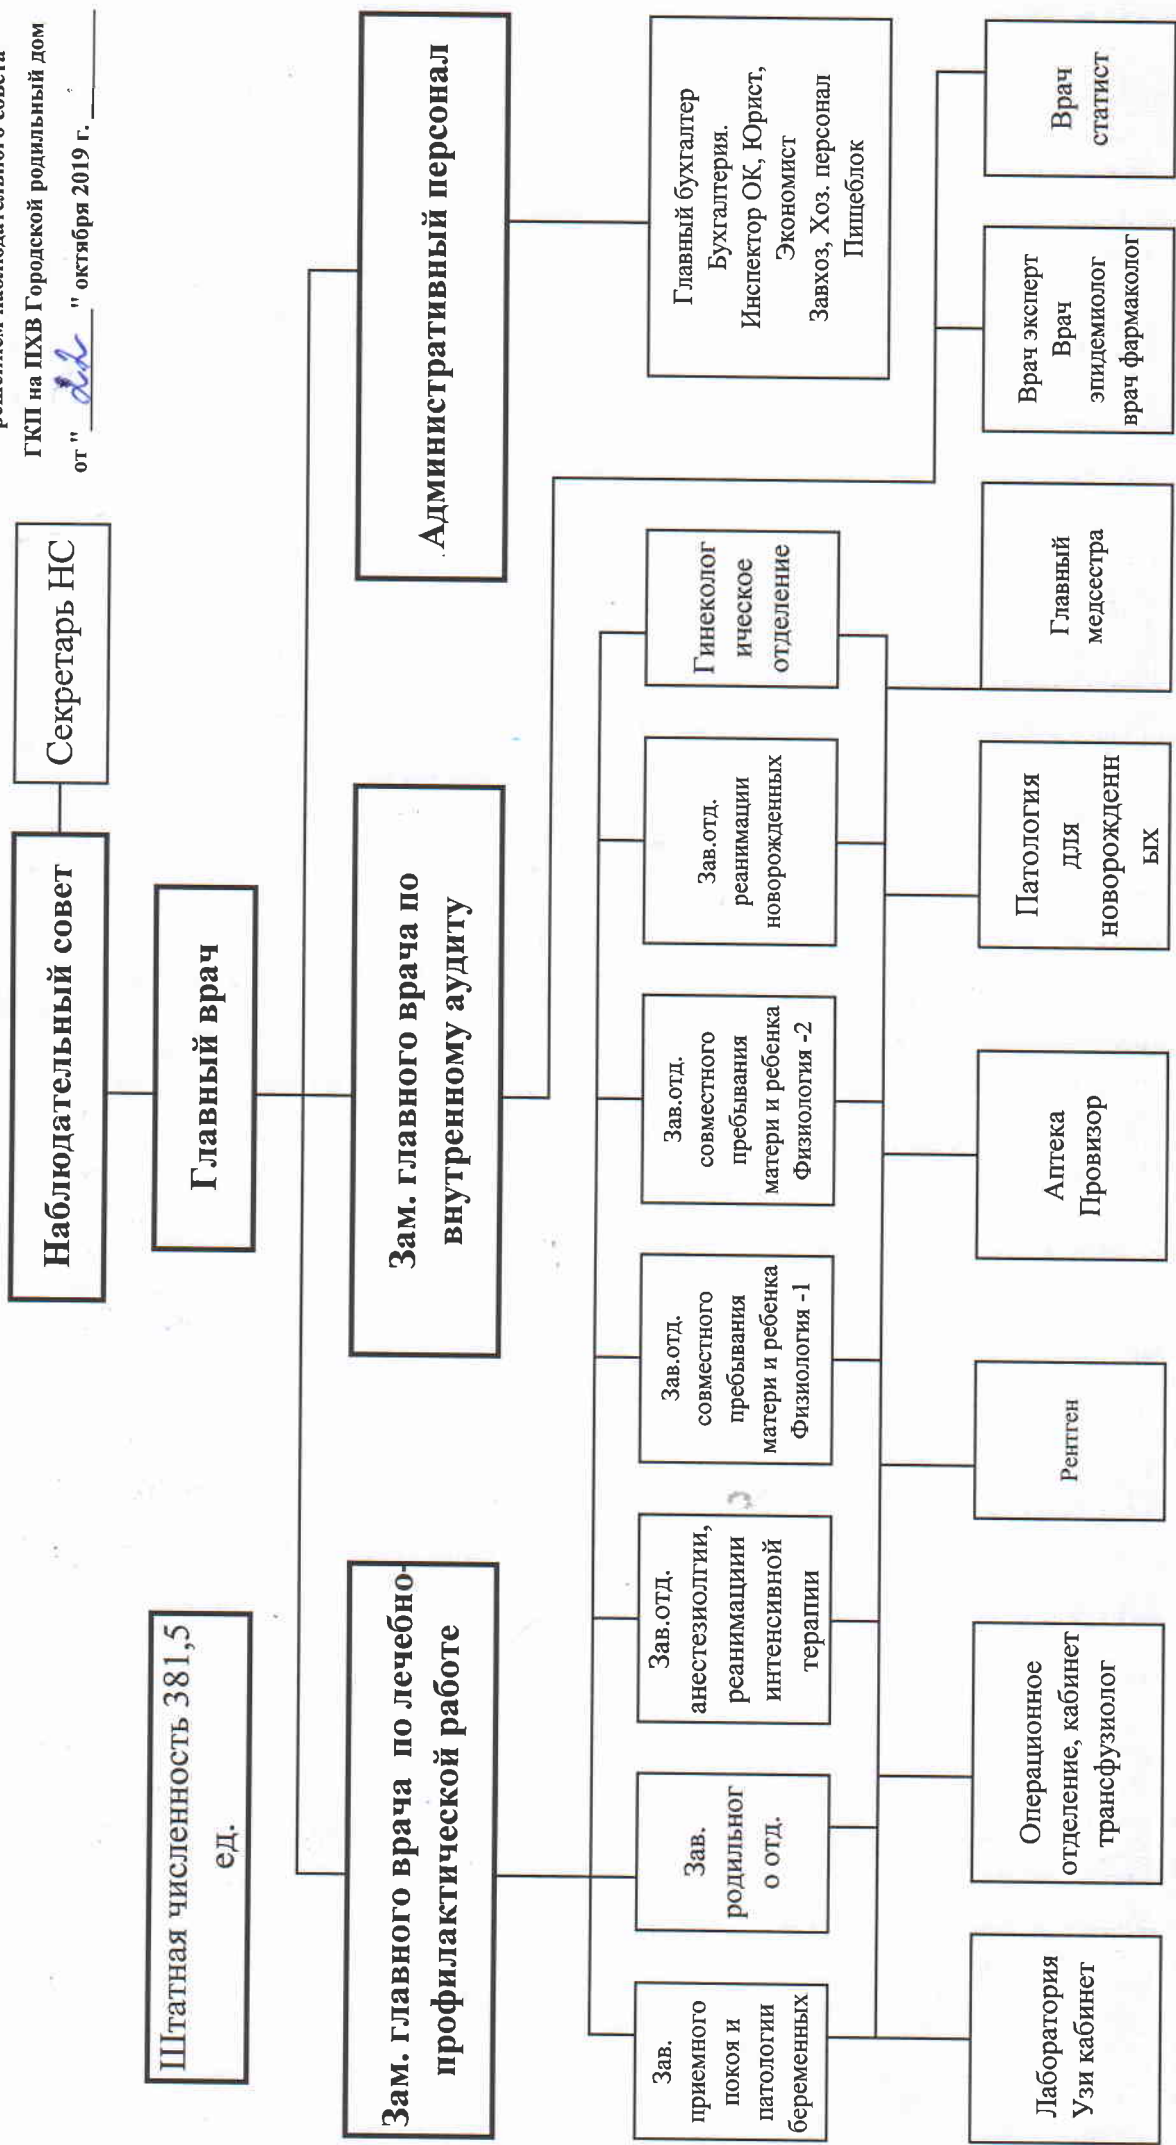 решением наблюдательного совета
ГКП на ПХВ Городской родильный дом
от " 22 " октября 2019 г.
Наблюдательный совет
Секретарь НС
Главный врач
Штатная численность 381,5
ед.
Зам. главного врача по лечебно-
профилактической работе
Зам. главного врача по
внутренному аудиту
Административный персонал
Зав.
приемного
покоя и
патологии
беременных
Зав.
родильног
о отд.
Зав.отд.
анестезиолгии,
реанимациии
интенсивной
терапии
Зав.отд.
совместного
пребывания
матери и ребенка
Физиология -1
Зав.отд.
совместного
пребывания
матери и ребенка
Физиология -2
Зав.отд.
реанимации
новорожденных
Гинеколог
ическое
отделение
Главный бухгалтер
Бухгалтерия.
Инспектор ОК, Юрист,
Экономист
Завхоз, Хоз. персонал
Пищеблок
Лаборатория
Узи кабинет
Операционное
отделение, кабинет
трансфузиолог
Рентген
Аптека
Провизор
Патология
для
новорожденн
ых
Главный
медсестра
Врач эксперт
Врач
эпидемиолог
врач фармаколог
Врач
статист